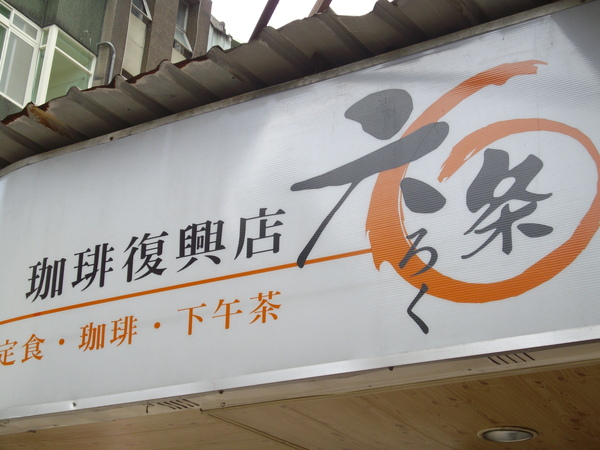 六条
ろく
珈琲復興店
定食・珈琲・下午茶